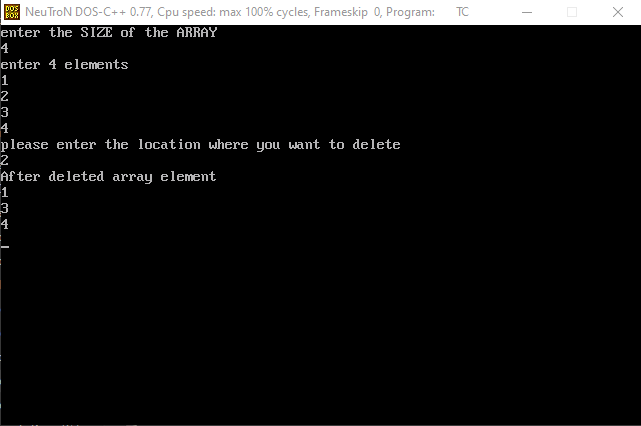 DOS BOX NeuTroN DOS-C++ 0.77, Cpu speed: max 100% cycles, Frameskip 0, Program: TC
enter the SIZE of the ARRAY
4
enter 4 elements
1
2
3
4
please enter the location where you want to delete
2
After deleted array element
1
3
4